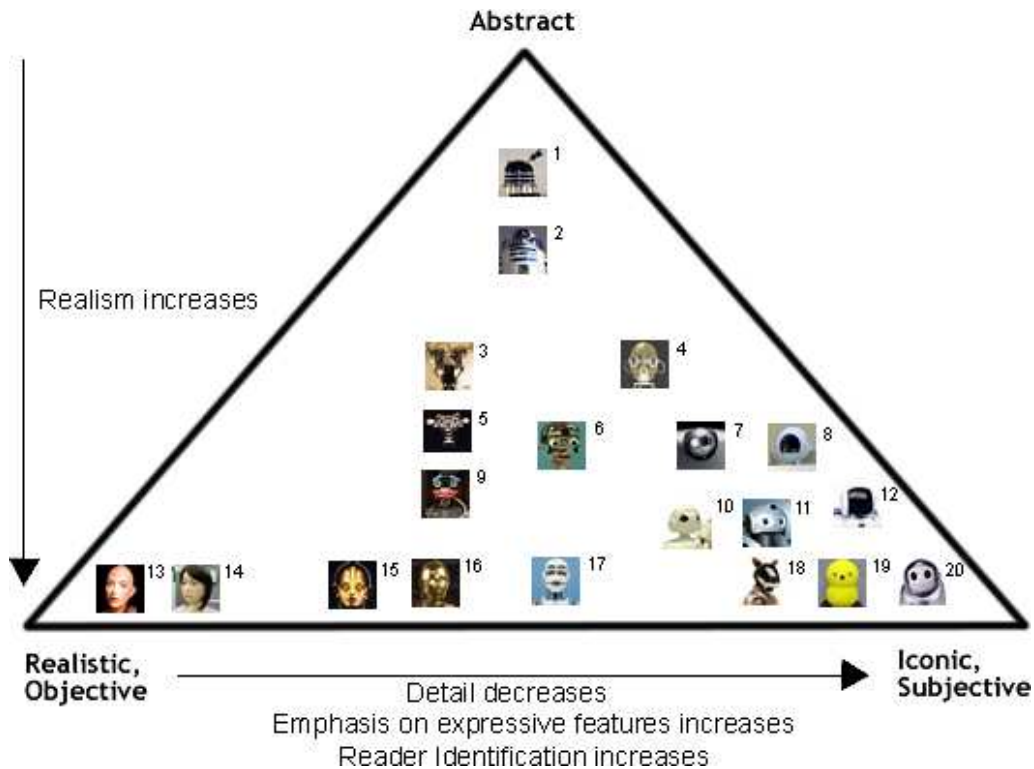 Abstract
1
2
Realism increases
3
4
5
6
7
8
9
10
11
12
13
14
15
16
17
18
19
20
Realistic,
Objective
Iconic,
Subjective
Detail decreases
Emphasis on expressive features increases
Reader Identification increases